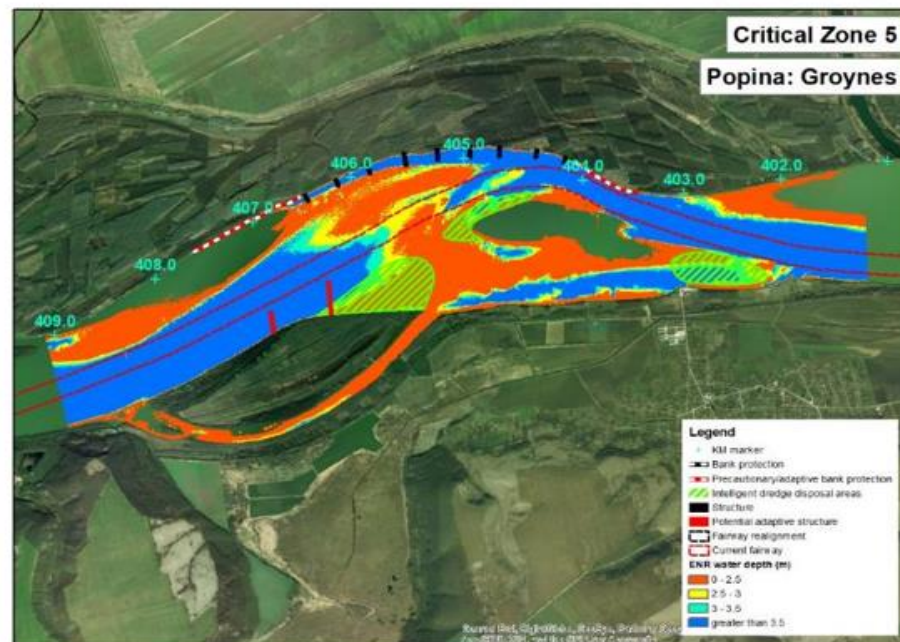 Critical Zone 5
Popina: Groynes
405.0
406.0
404.0
403.0
402.0
407.0
408.0
409.0
Legend
KM marker
Bank protection
Precautionary/adaptive bank protection
Intelligent dredge disposal areas
Structure
Potential adaptive structure
Fairway realignment
Current fairway
ENR water depth (m)
0 - 2.5
2.5 - 3
3 - 3.5
greater than 3.5